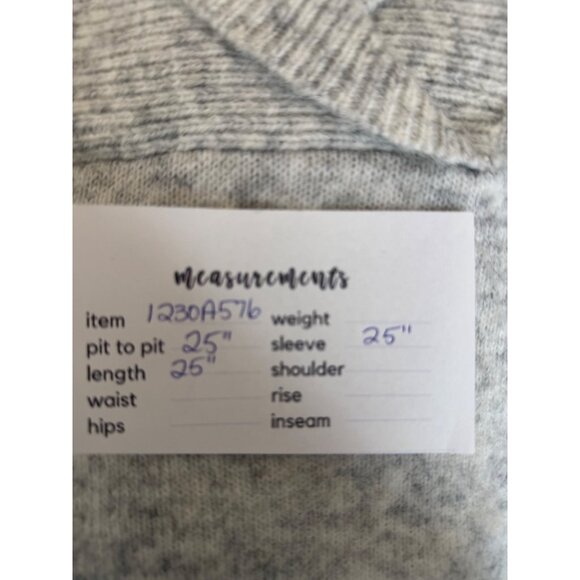 measurements
item 1230A576 weight
pit to pit 25" sleeve 25"
length 25" shoulder
waist rise
hips inseam